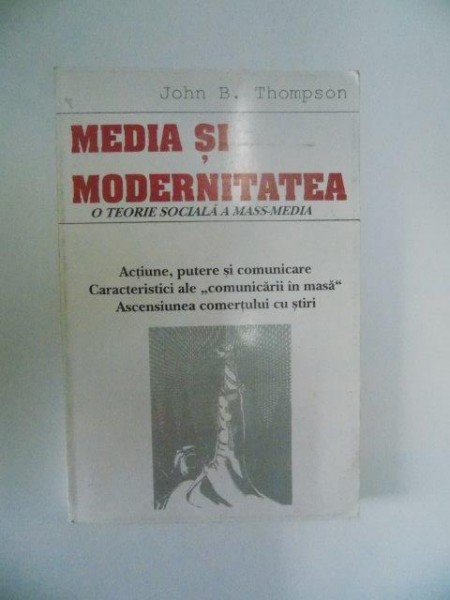 John B. Thompson
MEDIA ȘI
MODERNITATEA
O TEORIE SOCIALĂ A MASS-MEDIA
Acțiune, putere și comunicare
Caracteristici ale „comunicării în masă“
Ascensiunea comerțului cu știri